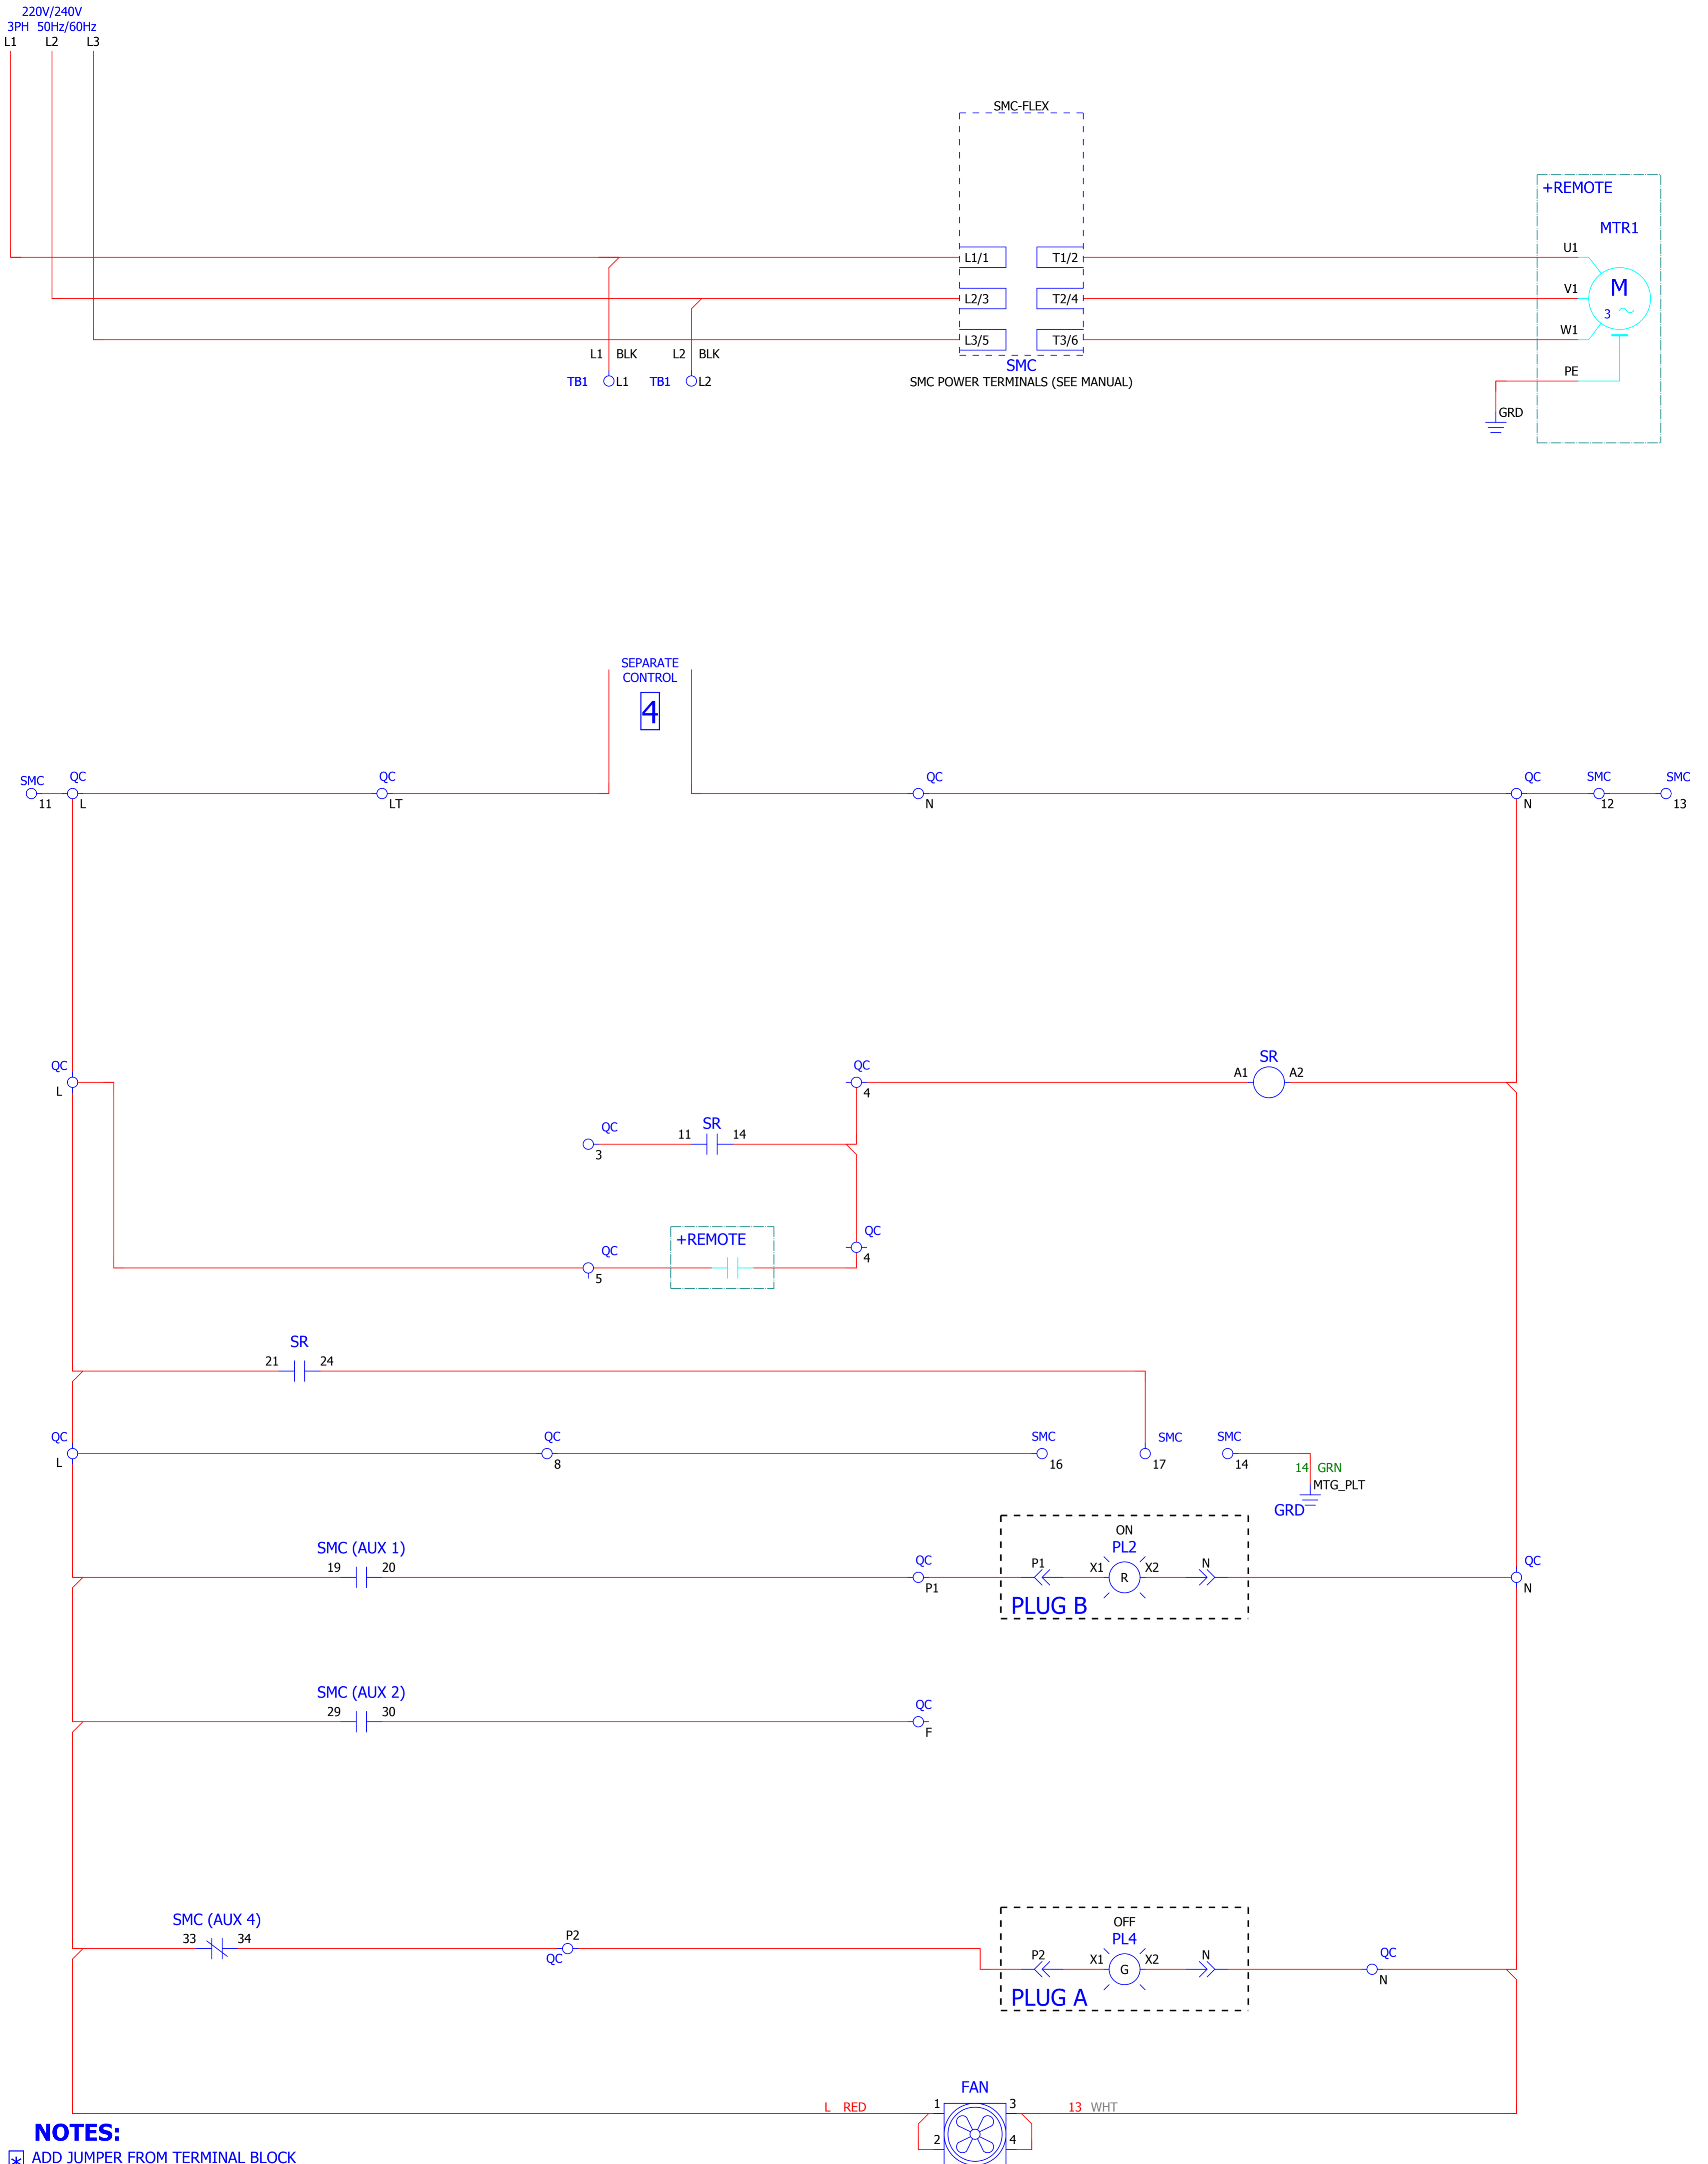 220V/240V
3PH 50Hz/60Hz
L1 L2 L3
SMC-FLEX
+REMOTE
MTR1
L1/1 T1/2 U1
L2/3 T2/4 V1 M
3
L3/5 T3/6 W1
L1 BLK L2 BLK
SMC
TB1 L1 TB1 L2
SMC POWER TERMINALS (SEE MANUAL)
PE
GRD
SEPARATE
CONTROL
4
SMC QC QC QC QC SMC SMC
11 L LT N N 12 13
QC QC SR
L 4 A1 A2
QC SR
3 11 14
QC
4
QC +REMOTE
5
SR
21 24
QC QC SMC SMC SMC
L 8 16 17 14
14 GRN
MTG_PLT
GRD
ON
SMC (AUX 1) PL2
19 20 QC P1 P1 X1 R X2 N QC N
PLUG B
SMC (AUX 2)
29 30 QC F
OFF
SMC (AUX 4) PL4
33 34 QC P2 P2 X1 G X2 N QC N
PLUG A
FAN
L RED 1 3 13 WHT
2 4
NOTES:
* ADD JUMPER FROM TERMINAL BLOCK